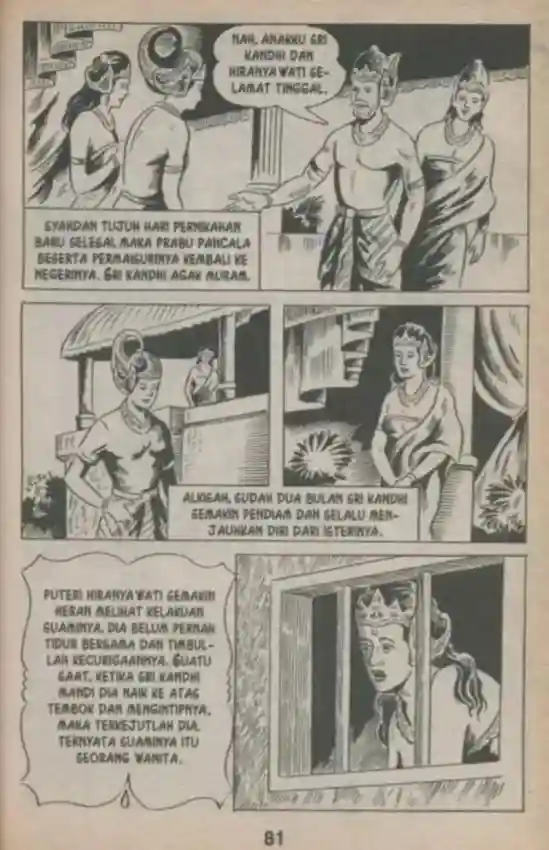 NAH, ANAKKU SRI
KANDHI DAN
HIRANYAWATI SE-
LAMAT TINGGAL.
SYAHDAN TUJUH HARI PERNIKAHAN
BARU SELESAI, MAKA PRABU PANCALA
BESERTA PERMAISURINYA KEMBALI KE
NEGERINYA. SRI KANDHI AGAK MURAM.
ALKISAH, SUDAH DUA BULAN SRI KANDHI
SEMAKIN PENDIAM DAN SELALU MEN-
JAUHKAN DIRI DARI ISTERINYA.
PUTERI HIRANYAWATI SEMAKIN
HERAN MELIHAT KELAKUAN
SUAMINYA. DIA BELUM PERNAH
TIDUR BERSAMA DAN TIMBUL-
LAH KECURIGAANNYA. SUATU
SAAT, KETIKA SRI KANDHI
MANDI DIA NAIK KE ATAS
TEMBOK DAN MENGINTIPNYA.
MAKA TERKEJUTLAH DIA.
TERNYATA SUAMINYA ITU
SEORANG WANITA.
81